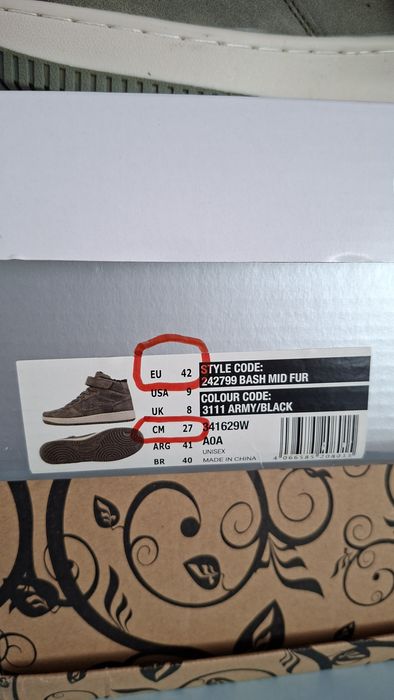 EU 42
USA 9
UK 8
CM 27
ARG 41
BR 40
STYLE CODE:
242799 BASH MID FUR
COLOUR CODE:
3111 ARMY/BLACK
341629W
A0A
UNISEX
MADE IN CHINA